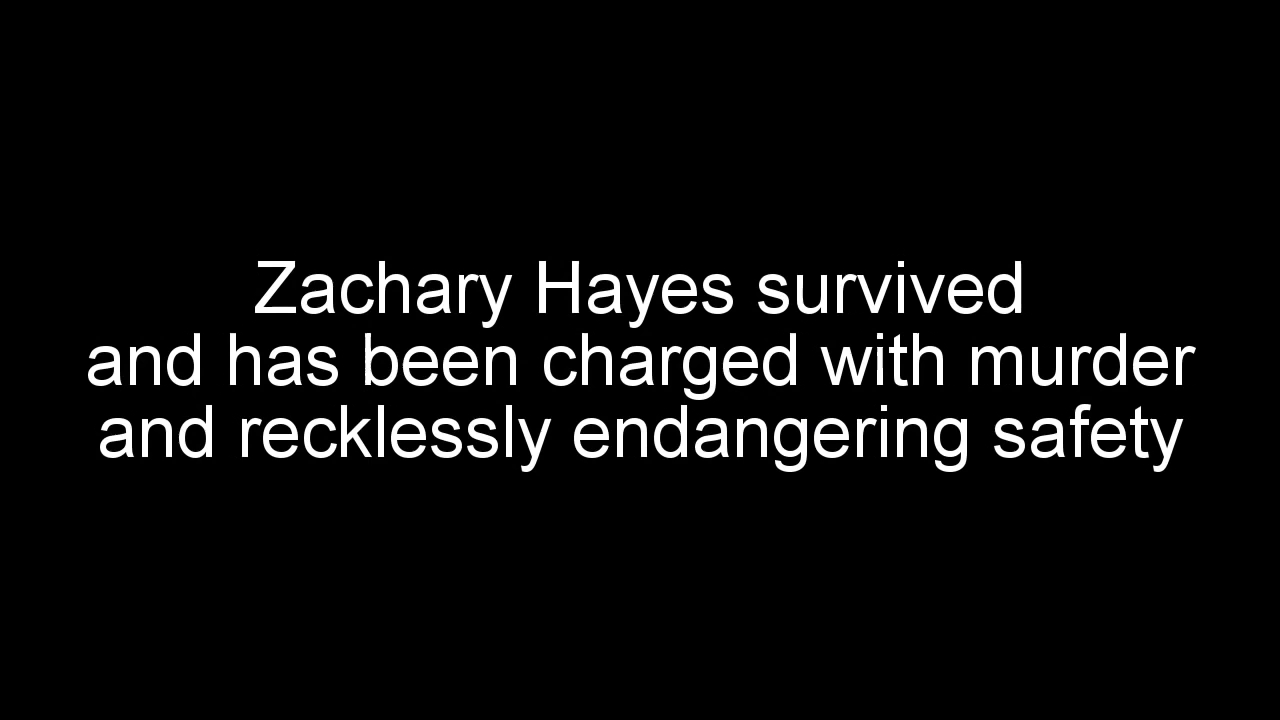 Zachary Hayes survived
and has been charged with murder
and recklessly endangering safety